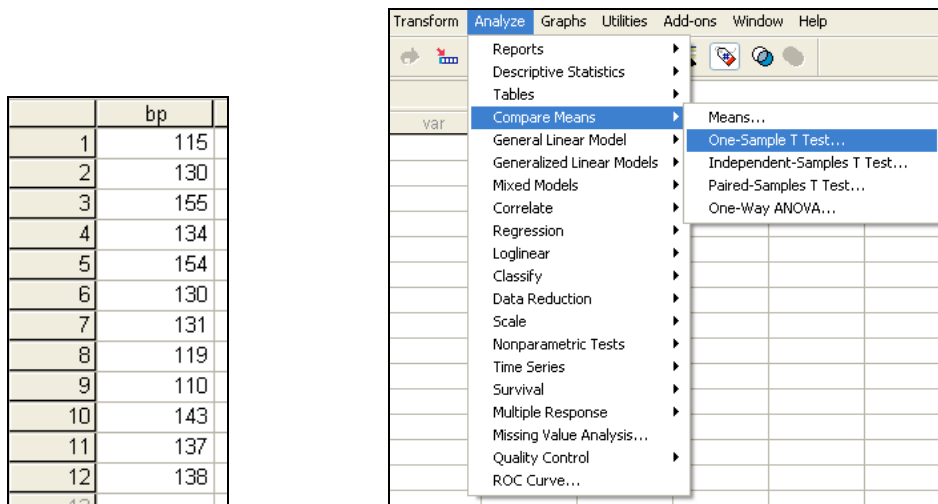 bp
1 115
2 130
3 155
4 134
5 154
6 130
7 131
8 119
9 110
10 143
11 137
12 138
Transform Analyze Graphs Utilities Add-ons Window Help
var
Reports
Descriptive Statistics
Tables
Compare Means
General Linear Model
Generalized Linear Models
Mixed Models
Correlate
Regression
Loglinear
Classify
Data Reduction
Scale
Nonparametric Tests
Time Series
Survival
Multiple Response
Missing Value Analysis...
Quality Control
ROC Curve...
Means...
One-Sample T Test...
Independent-Samples T Test...
Paired-Samples T Test...
One-Way ANOVA...